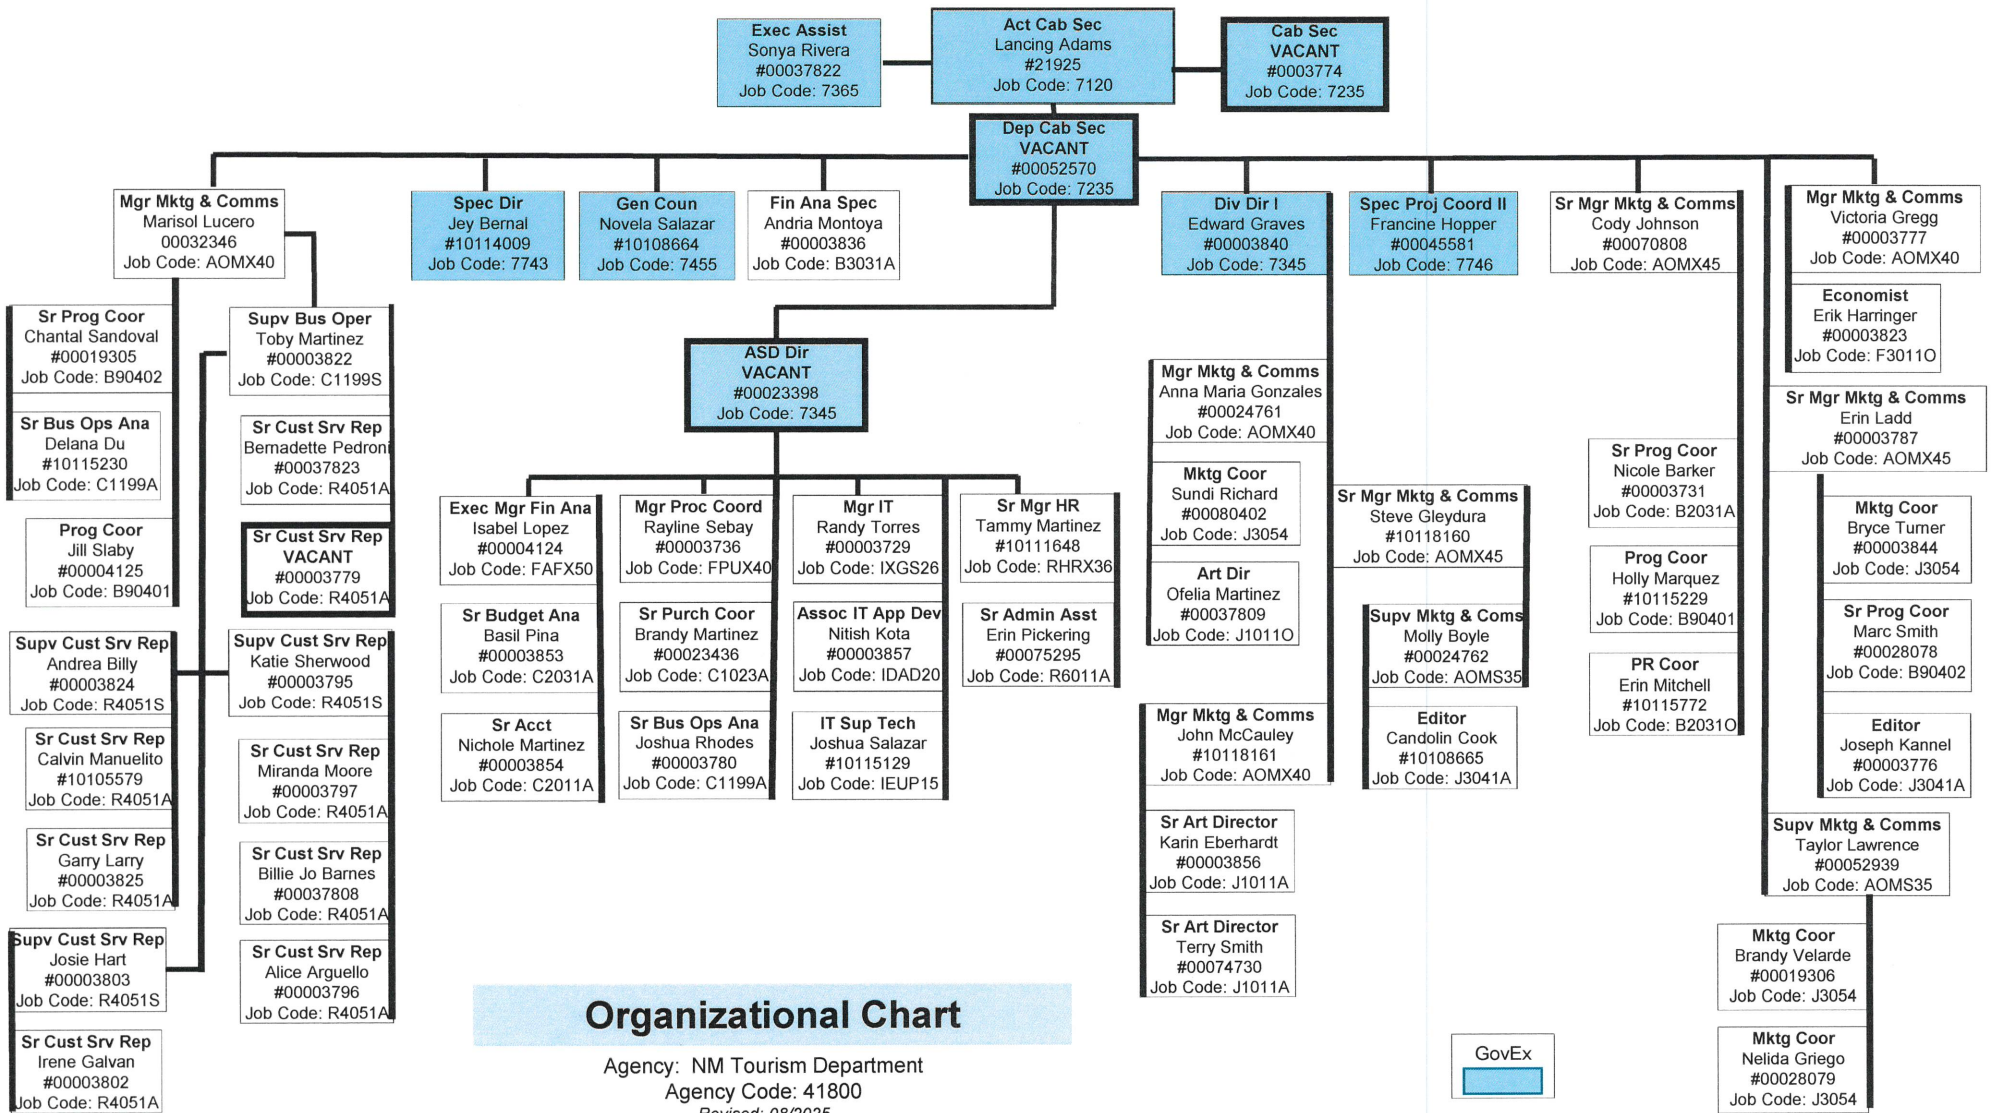 Exec Assist
Sonya Rivera
#00037822
Job Code: 7365
Act Cab Sec
Lancing Adams
#21925
Job Code: 7120
Cab Sec
VACANT
#0003774
Job Code: 7235
Dep Cab Sec
VACANT
#00052570
Job Code: 7235
Mgr Mktg & Comms
Marisol Lucero
00032346
Job Code: AOMX40
Spec Dir
Jey Bernal
#10114009
Job Code: 7743
Gen Coun
Novela Salazar
#10108664
Job Code: 7455
Fin Ana Spec
Andria Montoya
#00003836
Job Code: B3031A
Div Dir I
Edward Graves
#00003840
Job Code: 7345
Spec Proj Coord II
Francine Hopper
#00045581
Job Code: 7746
Sr Mgr Mktg & Comms
Cody Johnson
#00070808
Job Code: AOMX45
Mgr Mktg & Comms
Victoria Gregg
#00003777
Job Code: AOMX40
Economist
Erik Harringer
#00003823
Job Code: F3011O
Sr Prog Coor
Chantal Sandoval
#00019305
Job Code: B90402
Supv Bus Oper
Toby Martinez
#00003822
Job Code: C1199S
Sr Bus Ops Ana
Delana Du
#10115230
Job Code: C1199A
Sr Cust Srv Rep
Bernadette Pedroni
#00037823
Job Code: R4051A
Prog Coor
Jill Slaby
#00004125
Job Code: B90401
Sr Cust Srv Rep
VACANT
#00003779
Job Code: R4051A
Supv Cust Srv Rep
Andrea Billy
#00003824
Job Code: R4051S
Supv Cust Srv Rep
Katie Sherwood
#00003795
Job Code: R4051S
Sr Cust Srv Rep
Calvin Manuelito
#10105579
Job Code: R4051A
Sr Cust Srv Rep
Miranda Moore
#00003797
Job Code: R4051A
Sr Cust Srv Rep
Garry Larry
#00003825
Job Code: R4051A
Sr Cust Srv Rep
Billie Jo Barnes
#00037808
Job Code: R4051A
Supv Cust Srv Rep
Josie Hart
#00003803
Job Code: R4051S
Sr Cust Srv Rep
Alice Arguello
#00003796
Job Code: R4051A
Sr Cust Srv Rep
Irene Galvan
#00003802
Job Code: R4051A
ASD Dir
VACANT
#00023398
Job Code: 7345
Exec Mgr Fin Ana
Isabel Lopez
#00004124
Job Code: FAFX50
Mgr Proc Coord
Rayline Sebay
#00003736
Job Code: FPUX40
Mgr IT
Randy Torres
#00003729
Job Code: IXGS26
Sr Mgr HR
Tammy Martinez
#10111648
Job Code: RHRX36
Sr Budget Ana
Basil Pina
#00003853
Job Code: C2031A
Sr Purch Coor
Brandy Martinez
#00023436
Job Code: C1023A
Assoc IT App Dev
Nitish Kota
#00003857
Job Code: IDAD20
Sr Admin Asst
Erin Pickering
#00075295
Job Code: R6011A
Sr Acct
Nichole Martinez
#00003854
Job Code: C2011A
Sr Bus Ops Ana
Joshua Rhodes
#00003780
Job Code: C1199A
IT Sup Tech
Joshua Salazar
#10115129
Job Code: IEUP15
Mgr Mktg & Comms
Anna Maria Gonzales
#00024761
Job Code: AOMX40
Mktg Coor
Sundi Richard
#00080402
Job Code: J3054
Art Dir
Ofelia Martinez
#00037809
Job Code: J1011O
Sr Mgr Mktg & Comms
Steve Gleydura
#10118160
Job Code: AOMX45
Supv Mktg & Coms
Molly Boyle
#00024762
Job Code: AOMS35
Editor
Candolin Cook
#10108665
Job Code: J3041A
Mgr Mktg & Comms
John McCauley
#10118161
Job Code: AOMX40
Sr Art Director
Karin Eberhardt
#00003856
Job Code: J1011A
Sr Art Director
Terry Smith
#00074730
Job Code: J1011A
Sr Prog Coor
Nicole Barker
#00003731
Job Code: B2031A
Prog Coor
Holly Marquez
#10115229
Job Code: B90401
PR Coor
Erin Mitchell
#10115772
Job Code: B2031O
Sr Mgr Mktg & Comms
Erin Ladd
#00003787
Job Code: AOMX45
Mktg Coor
Bryce Turner
#00003844
Job Code: J3054
Sr Prog Coor
Marc Smith
#00028078
Job Code: B90402
Editor
Joseph Kannel
#00003776
Job Code: J3041A
Supv Mktg & Comms
Taylor Lawrence
#00052939
Job Code: AOMS35
Mktg Coor
Brandy Velarde
#00019306
Job Code: J3054
Mktg Coor
Nelida Griego
#00028079
Job Code: J3054
Organizational Chart
Agency: NM Tourism Department
Agency Code: 41800
Revised: 08/2025
GovEx